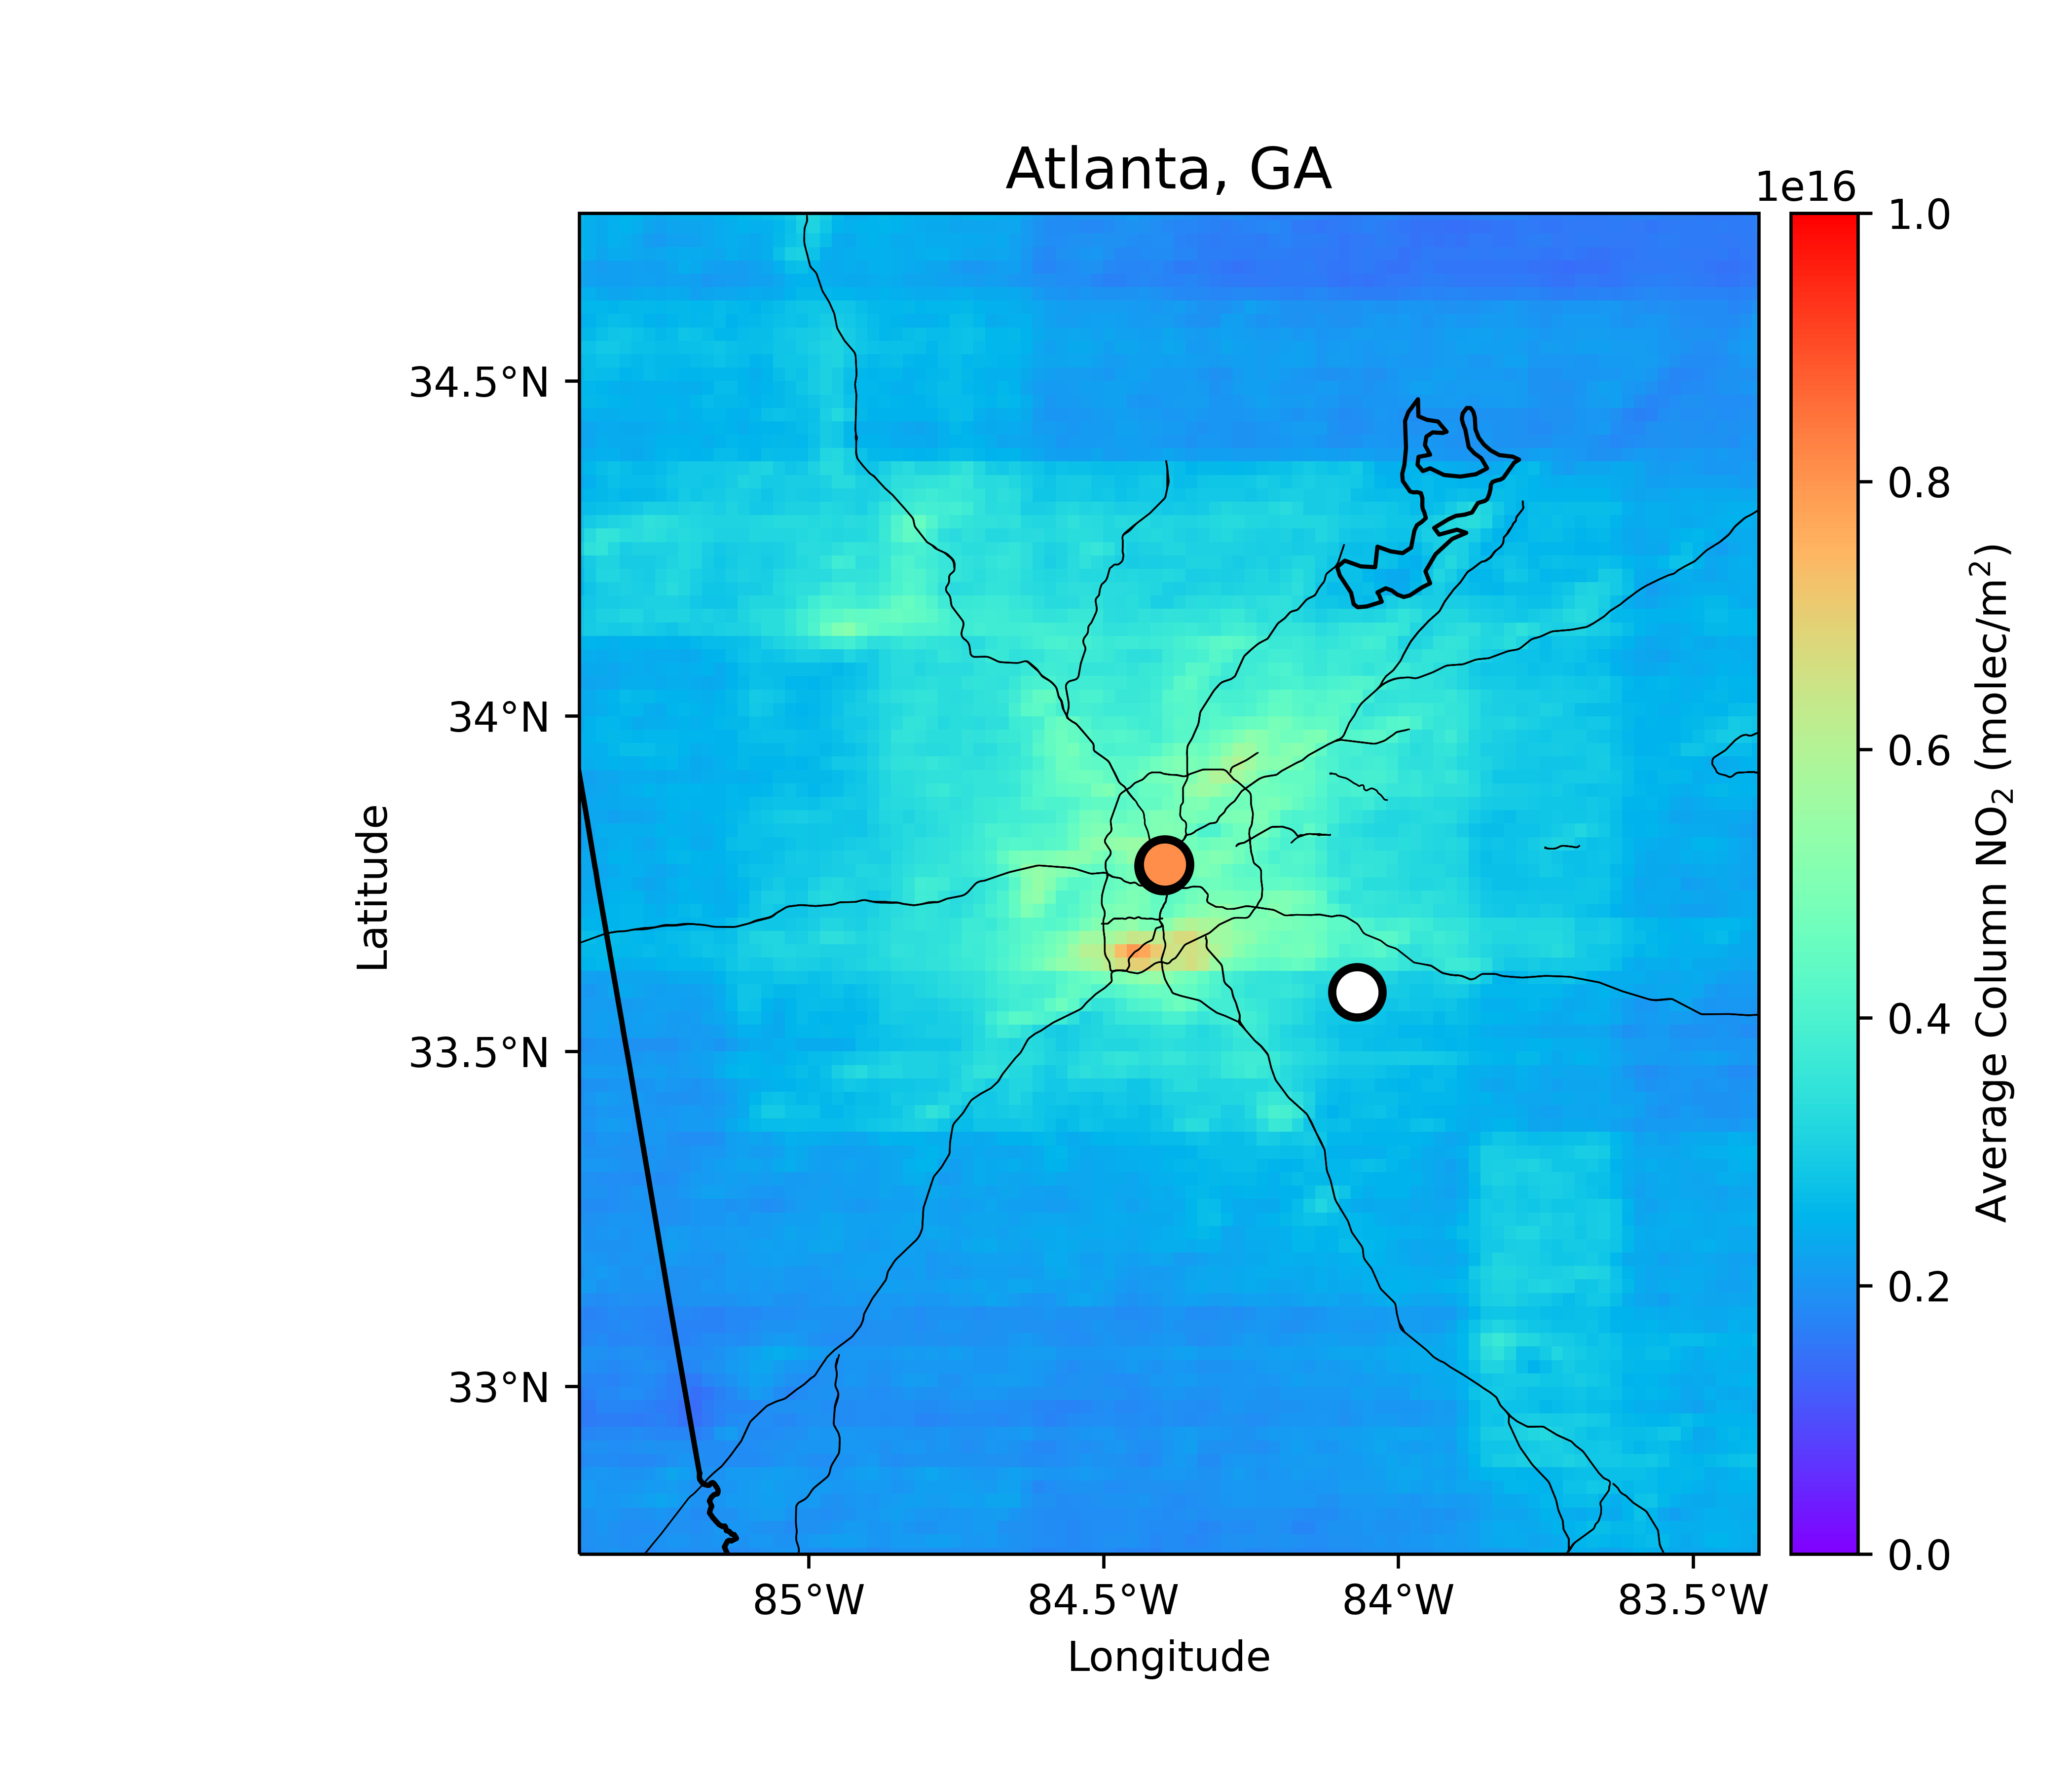 Atlanta, GA
1e16
1.0
0.8
0.6
0.4
0.2
0.0
Average Column NO₂ (molec/m²)
34.5°N
34°N
33.5°N
33°N
Latitude
85°W
84.5°W
84°W
83.5°W
Longitude